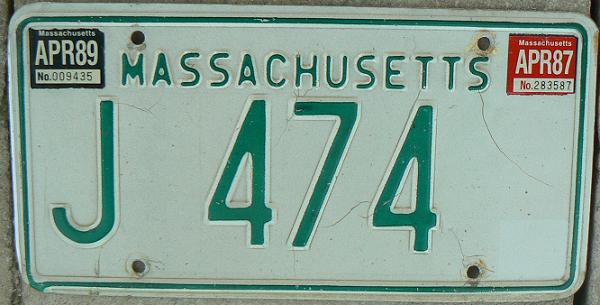 Massachusetts
APR89
No.009435
MASSACHUSETTS
Massachusetts
APR87
No.283587
J 474